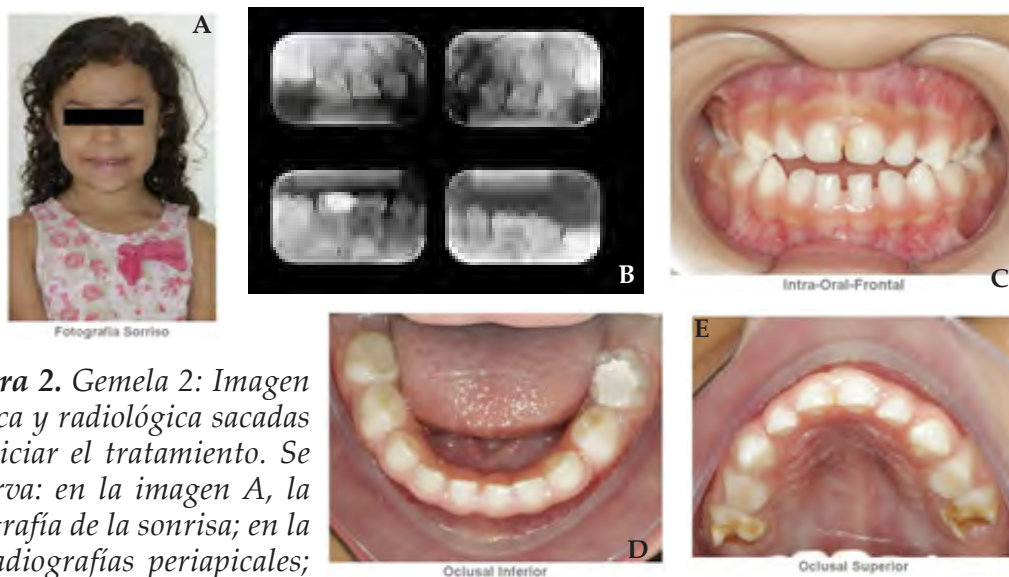 A
B
Intra-Oral-Frontal
C
Fotografia Sorriso
ra 2. Gemela 2: Imagen
ca y radiológica sacadas
iciar el tratamiento. Se
rva: en la imagen A, la
grafía de la sonrisa; en la
adiografías periapicales;
D
Oclusal Inferior
E
Oclusal Superior